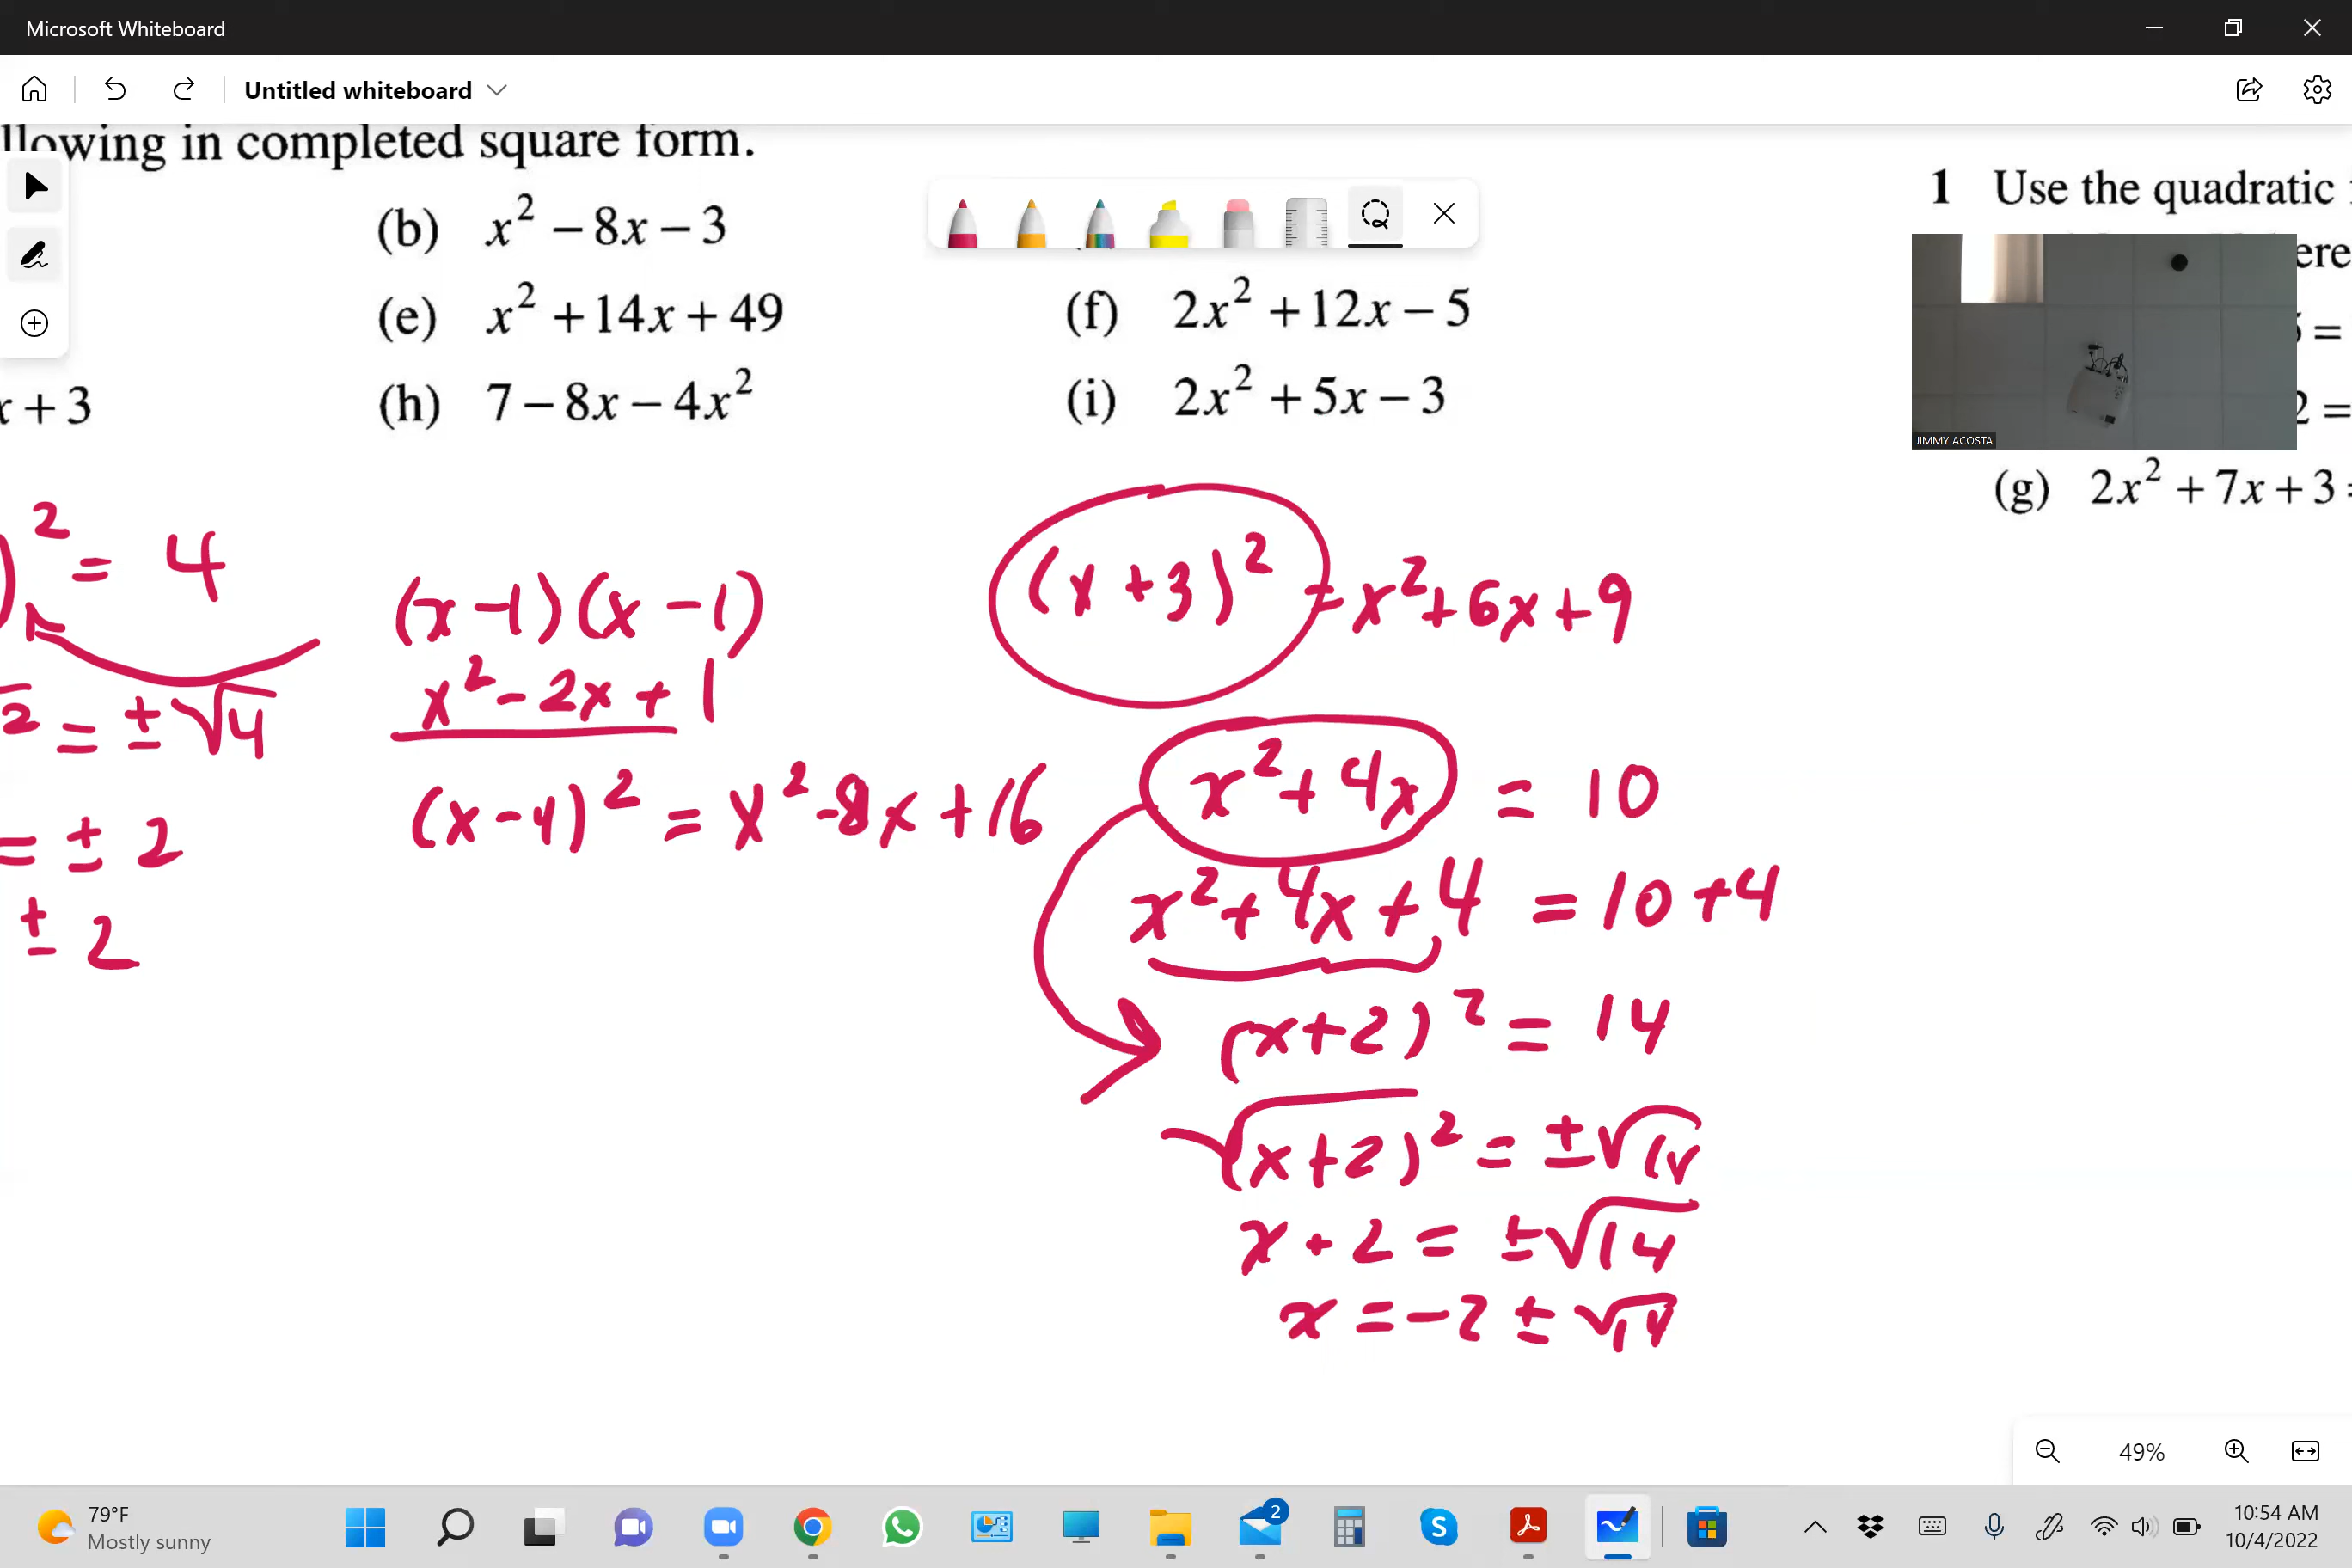 Microsoft Whiteboard
Untitled whiteboard
llowing in completed square form.
(b) x² − 8x − 3
(e) x² + 14x + 49
(f) 2x² + 12x − 5
x + 3
(h) 7 − 8x − 4x²
(i) 2x² + 5x − 3
1 Use the quadratic
ere
=
2 =
JIMMY ACOSTA
(g) 2x² + 7x + 3 =
)² = 4
2 = ± √4
= ± 2
± 2
(x − 1)(x − 1)
x² − 2x + 1
(x − 4)² = x² − 8x + 16
(x + 3)² = x² + 6x + 9
x² + 4x = 10
x² + 4x + 4 = 10 + 4
(x + 2)² = 14
√(x + 2)² = ± √14
x + 2 = ± √14
x = −2 ± √14
49%
79°F
Mostly sunny
2
S
10:54 AM
10/4/2022